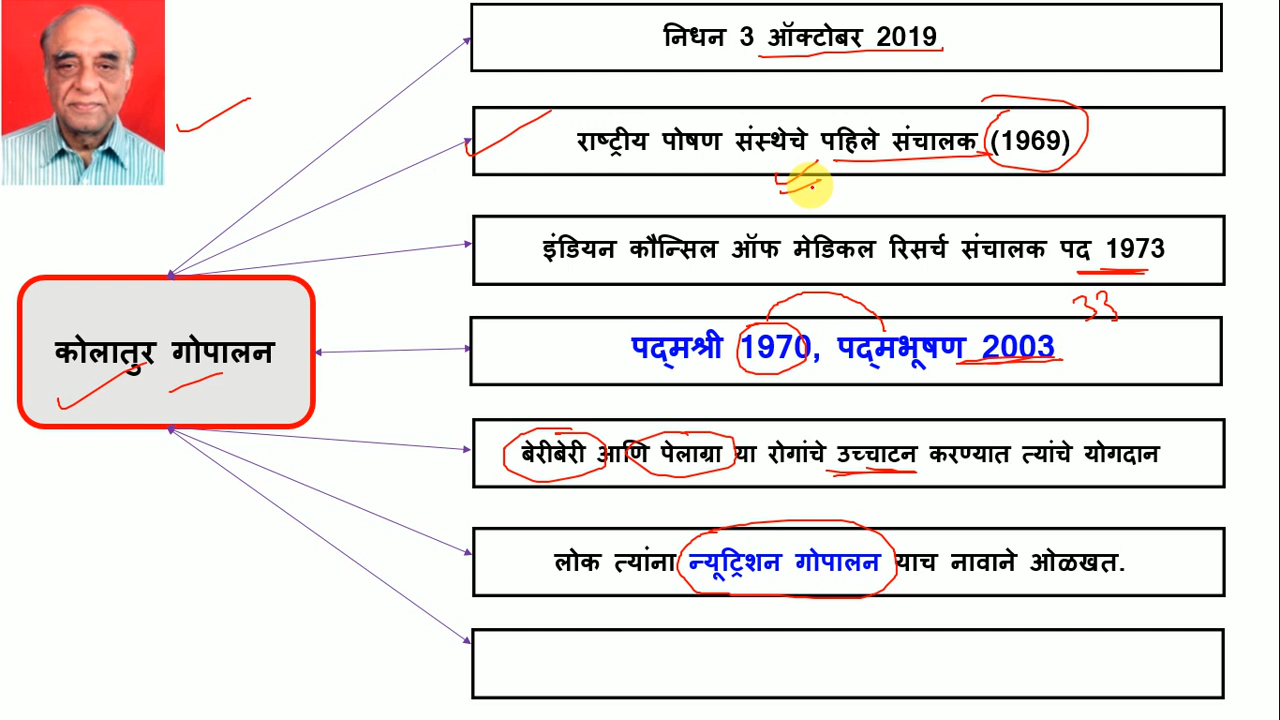 निधन 3 ऑक्टोबर 2019
राष्ट्रीय पोषण संस्थेचे पहिले संचालक (1969)
इंडियन कौन्सिल ऑफ मेडिकल रिसर्च संचालक पद 1973
33
कोलातुर गोपालन
पद्मश्री 1970, पद्मभूषण 2003
बेरीबेरी आणि पेलाग्रा या रोगांचे उच्चाटन करण्यात त्यांचे योगदान
लोक त्यांना न्यूट्रिशन गोपालन याच नावाने ओळखत.